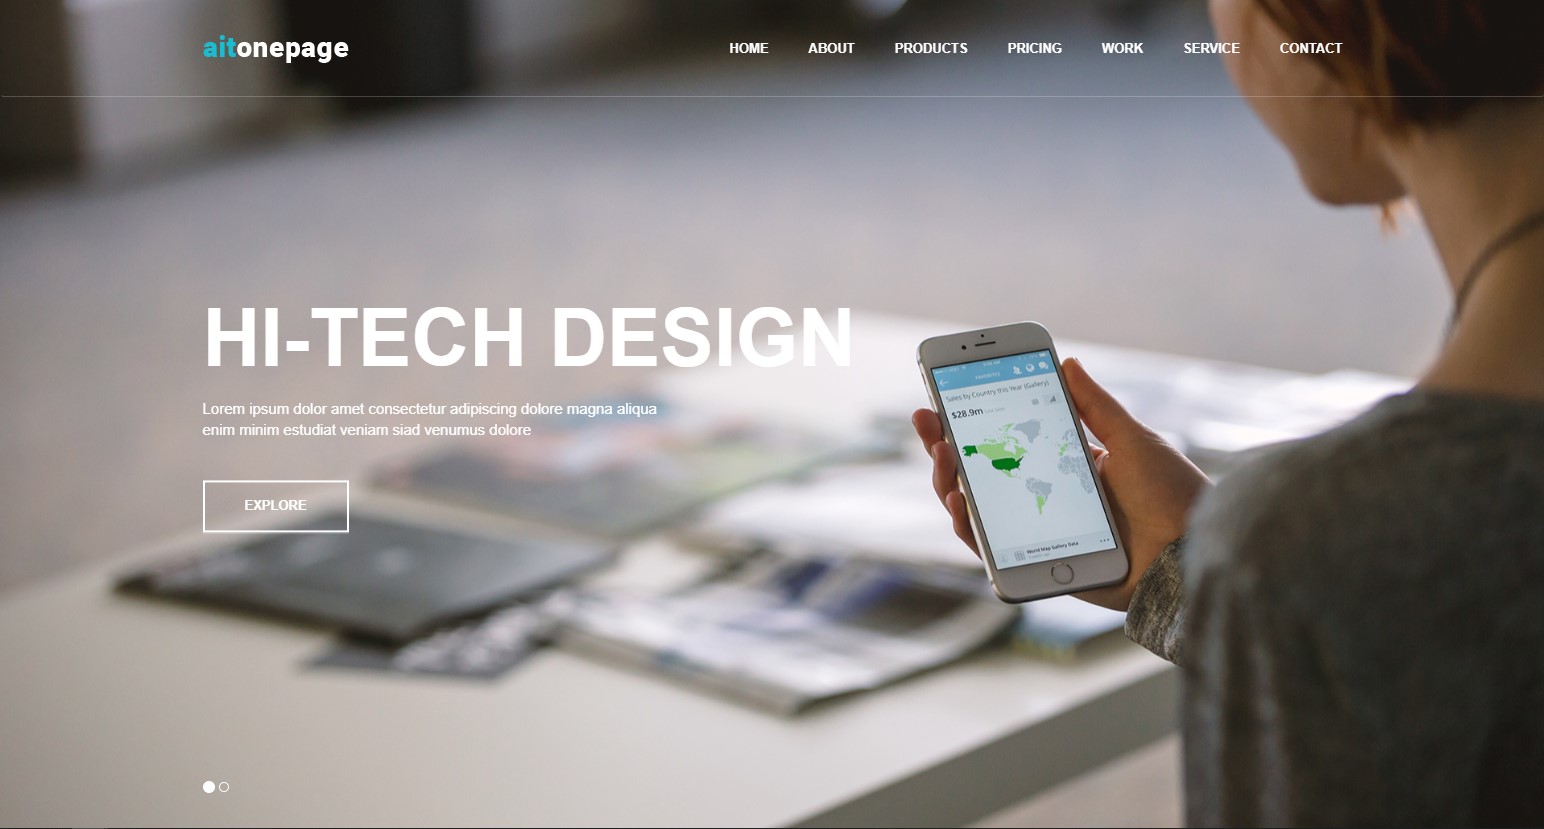 aitonepage
HOME ABOUT PRODUCTS PRICING WORK SERVICE CONTACT
HI-TECH DESIGN
Lorem ipsum dolor amet consectetur adipiscing dolore magna aliqua
enim minim estudiat veniam siad venumus dolore
EXPLORE
Sales by Country this Year (Gallery)
$28.9m
World Map Gallery Data